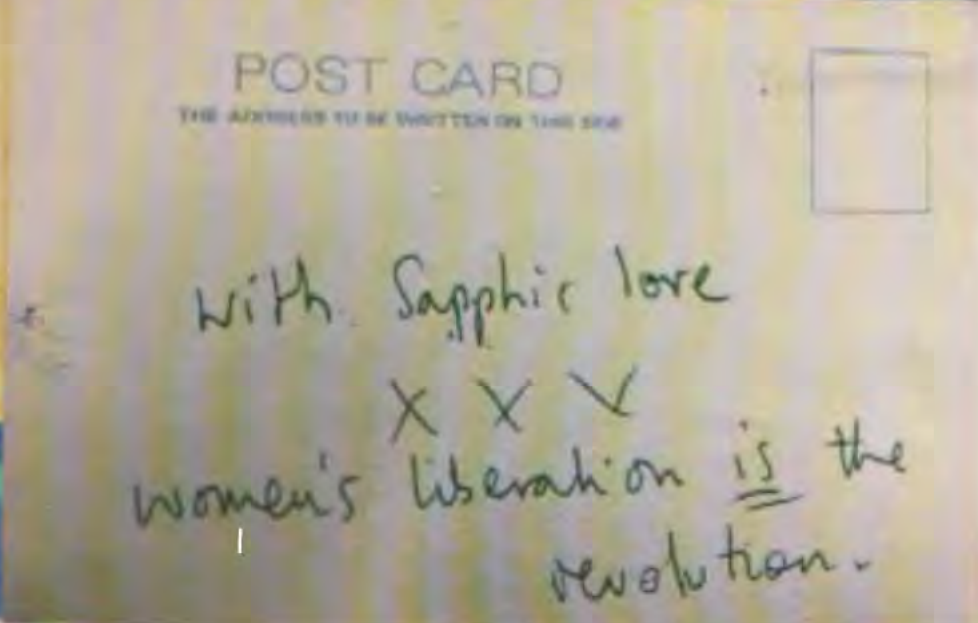 POST CARD
THE ADDRESS TO BE WRITTEN ON THIS SIDE
with Sapphic love
X X X
women's liberation is the
revolution.